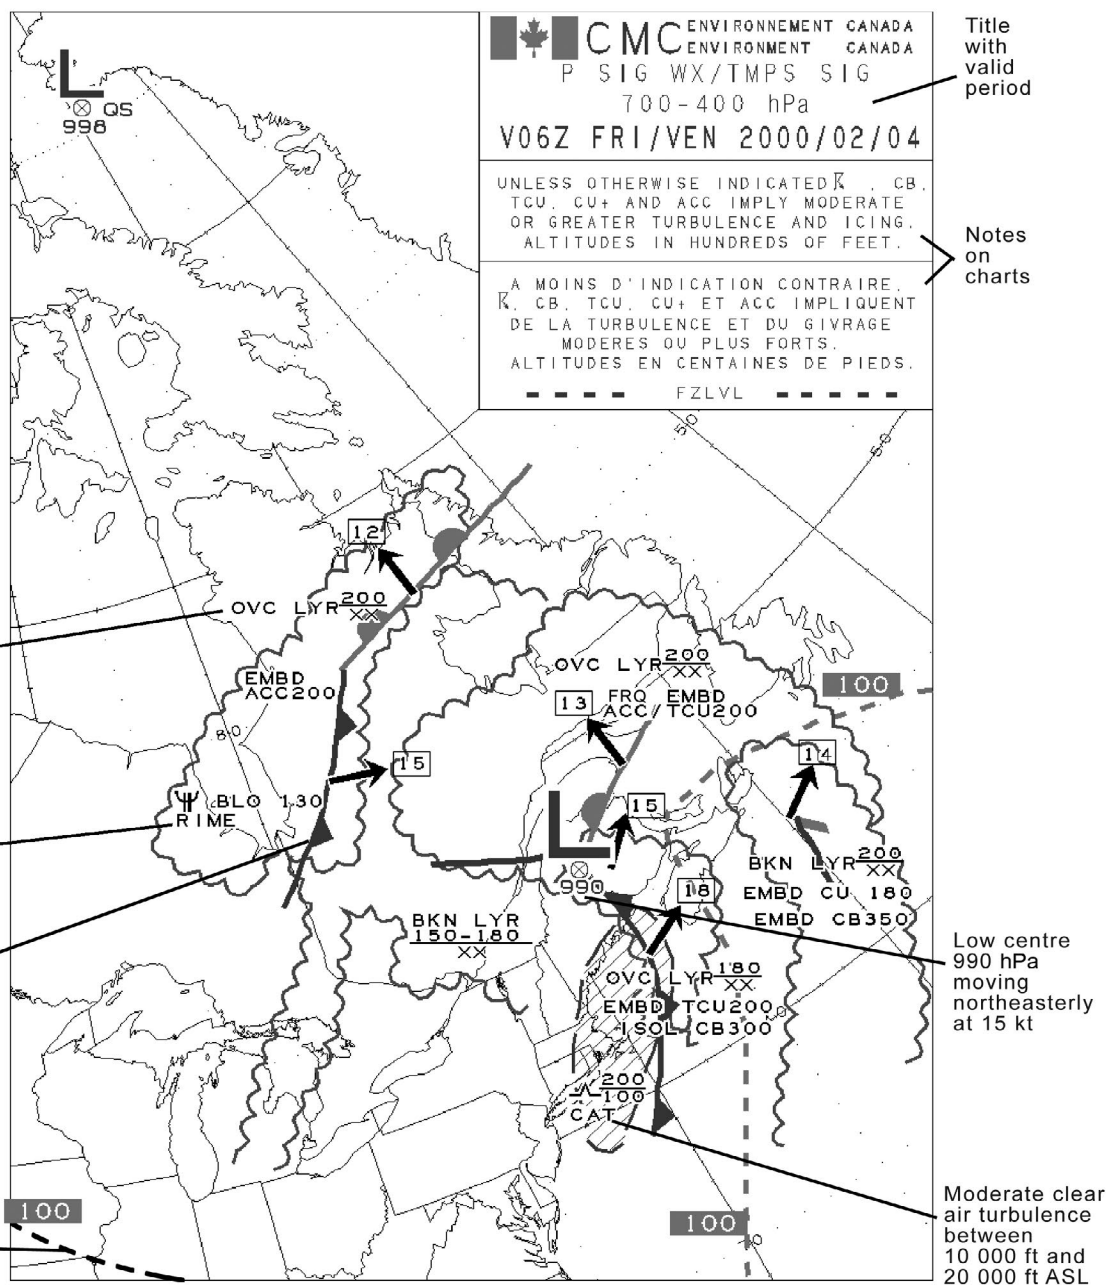 CMC ENVIRONNEMENT CANADA
ENVIRONMENT CANADA
P SIG WX/TMPS SIG
700-400 hPa
V06Z FRI/VEN 2000/02/04
UNLESS OTHERWISE INDICATED , CB,
TCU, CU+ AND ACC IMPLY MODERATE
OR GREATER TURBULENCE AND ICING.
ALTITUDES IN HUNDREDS OF FEET.
A MOINS D'INDICATION CONTRAIRE,
, CB, TCU, CU+ ET ACC IMPLIQUENT
DE LA TURBULENCE ET DU GIVRAGE
MODERES OU PLUS FORTS.
ALTITUDES EN CENTAINES DE PIEDS.
FZLVL
Title
with
valid
period
Notes
on
charts
L
QS
998
50
12
OVC LYR 200
XX
EMBD
ACC200
80
15
BLO 130
RIME
OVC LYR 200
XX
FRQ EMBD
ACC/TCU200
13
100
14
15
L
990
18
BKN LYR 200
XX
EMBD CU 180
EMBD CB350
BKN LYR
150-180
XX
OVC LYR 180
XX
EMBD TCU200
ISOL CB300
200
100
CAT
Low centre
990 hPa
moving
northeasterly
at 15 kt
100
100
Moderate clear
air turbulence
between
10 000 ft and
20 000 ft ASL